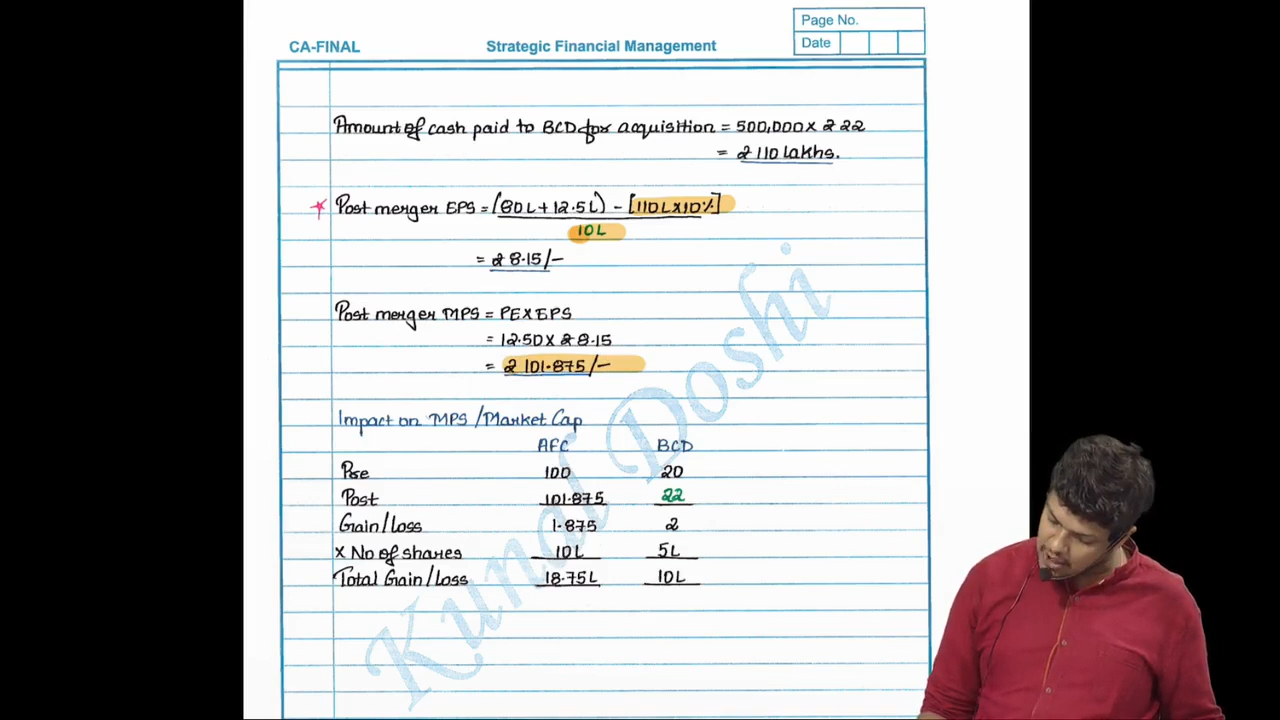 Page No.
CA-FINAL Strategic Financial Management Date
Amount of cash paid to BCD for acquisition = 500,000 x ₹22
= ₹110 Lakhs.
* Post merger EPS = (80L + 12.5L) - [110L x 10%]
10L
= ₹8.15/-
Post merger MPS = PE x EPS
= 12.50 x ₹8.15
= ₹101.875/-
Impact on MPS/Market Cap
AFC BCD
Pre 100 20
Post 101.875 22
Gain/Loss 1.875 2
x No of shares 10L 5L
Total Gain/Loss 18.75L 10L
Kunal Doshi